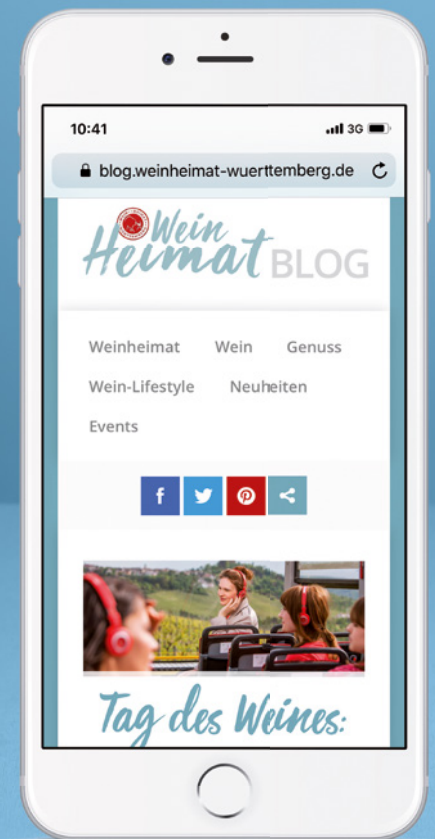 10:41 3G
blog.weinheimat-wuerttemberg.de
Wein
Heimat BLOG
Weinheimat Wein Genuss
Wein-Lifestyle Neuheiten
Events
Tag des Weines: